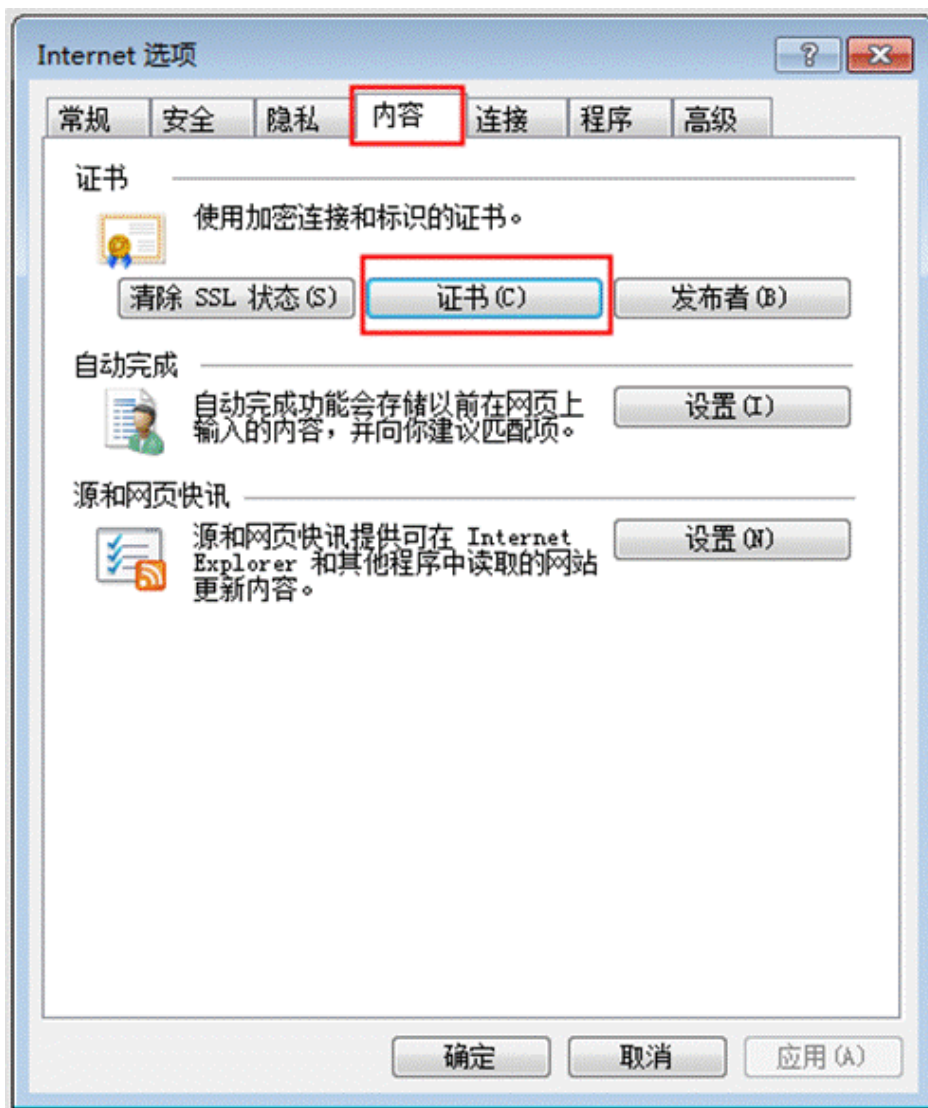 Internet 选项
常规 安全 隐私 内容 连接 程序 高级
证书
使用加密连接和标识的证书。
清除 SSL 状态(S) 证书(C) 发布者(B)
自动完成
自动完成功能会存储以前在网页上
输入的内容，并向你建议匹配项。
设置(I)
源和网页快讯
源和网页快讯提供可在 Internet
Explorer 和其他程序中读取的网站
更新内容。
设置(N)
确定 取消 应用(A)